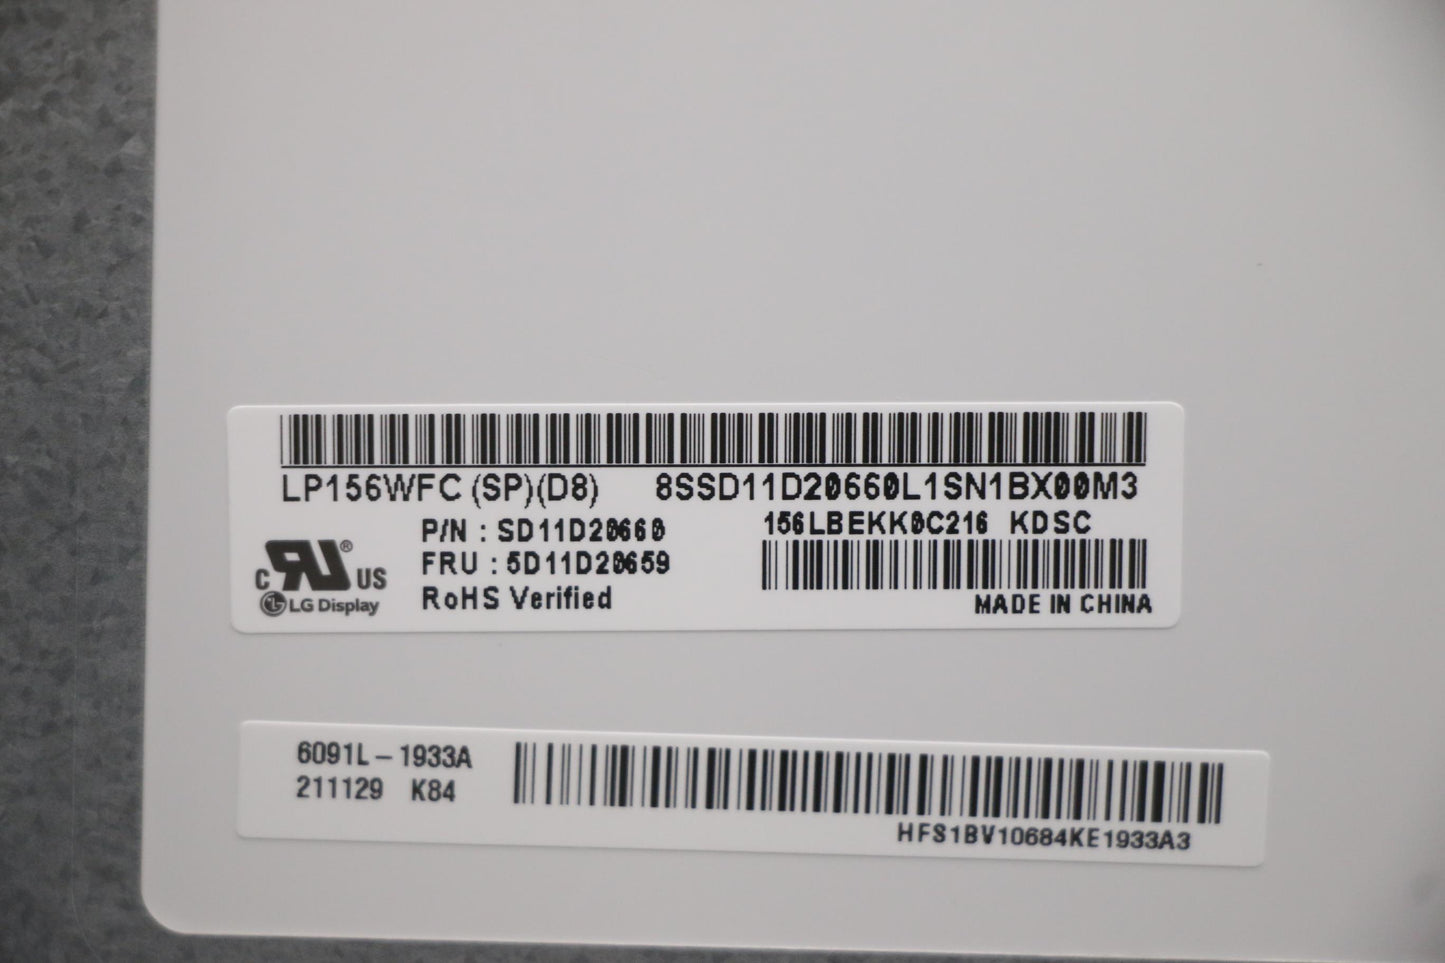 LP156WFC (SP)(D8) 8SSD11D20660L1SN1BX00M3
P/N : SD11D20660
156LBEKK0C216 KDSC
FRU : 5D11D20659
C RU ® US
LG Display
RoHS Verified
MADE IN CHINA
6091L-1933A
211129 K84
HFS1BV10684KE1933A3